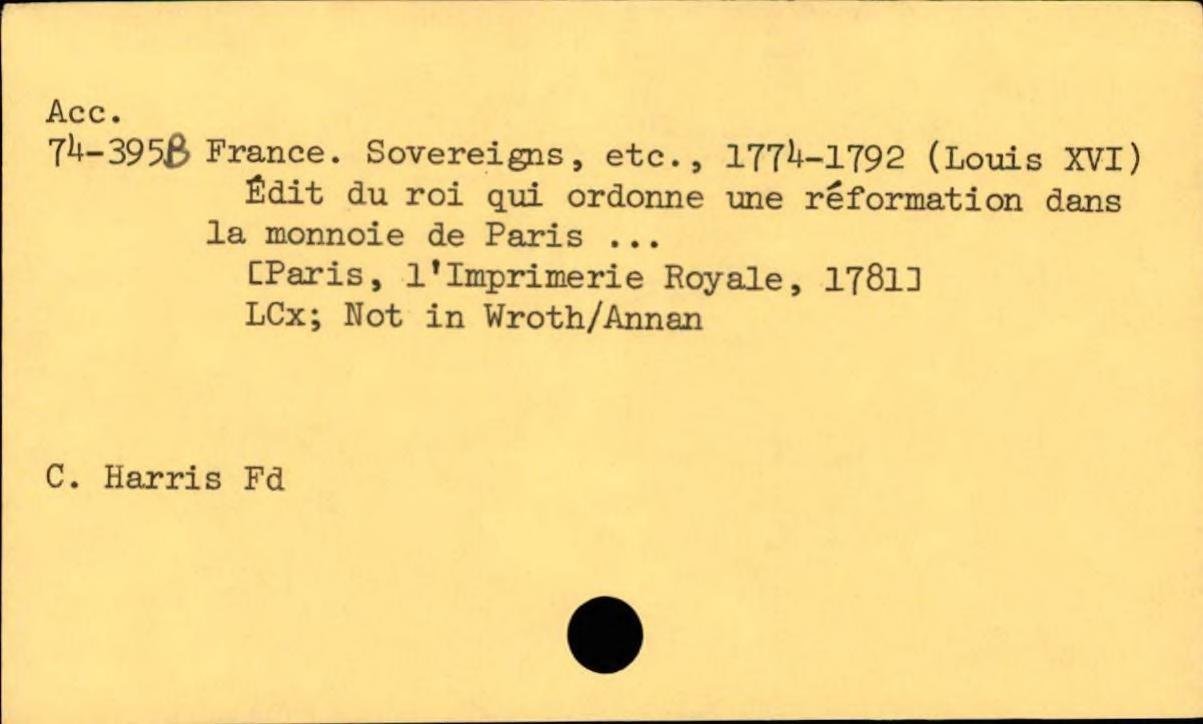 Acc.
74-395B France. Sovereigns, etc., 1774-1792 (Louis XVI)
Édit du roi qui ordonne une réformation dans
la monnoie de Paris ...
[Paris, l'Imprimerie Royale, 1781]
LCx; Not in Wroth/Annan
C. Harris Fd